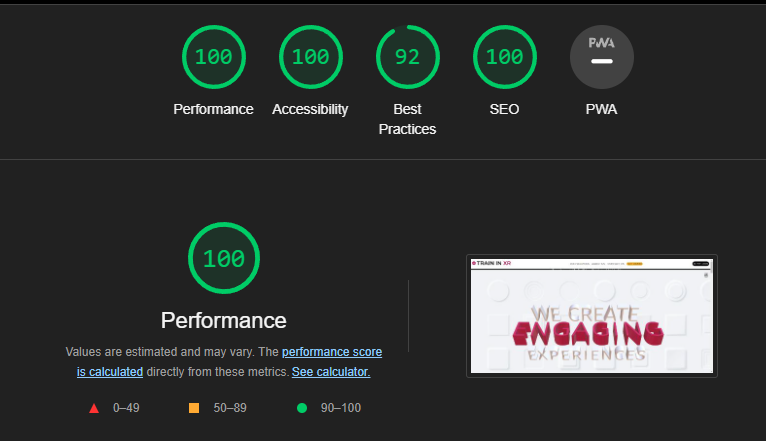 100
100
92
100
PWA
Performance
Accessibility
Best
Practices
SEO
PWA
100
Performance
Values are estimated and may vary. The performance score
is calculated directly from these metrics. See calculator.
0–49
50–89
90–100
TRAIN IN XR
WE CREATE
ENGAGING
EXPERIENCES